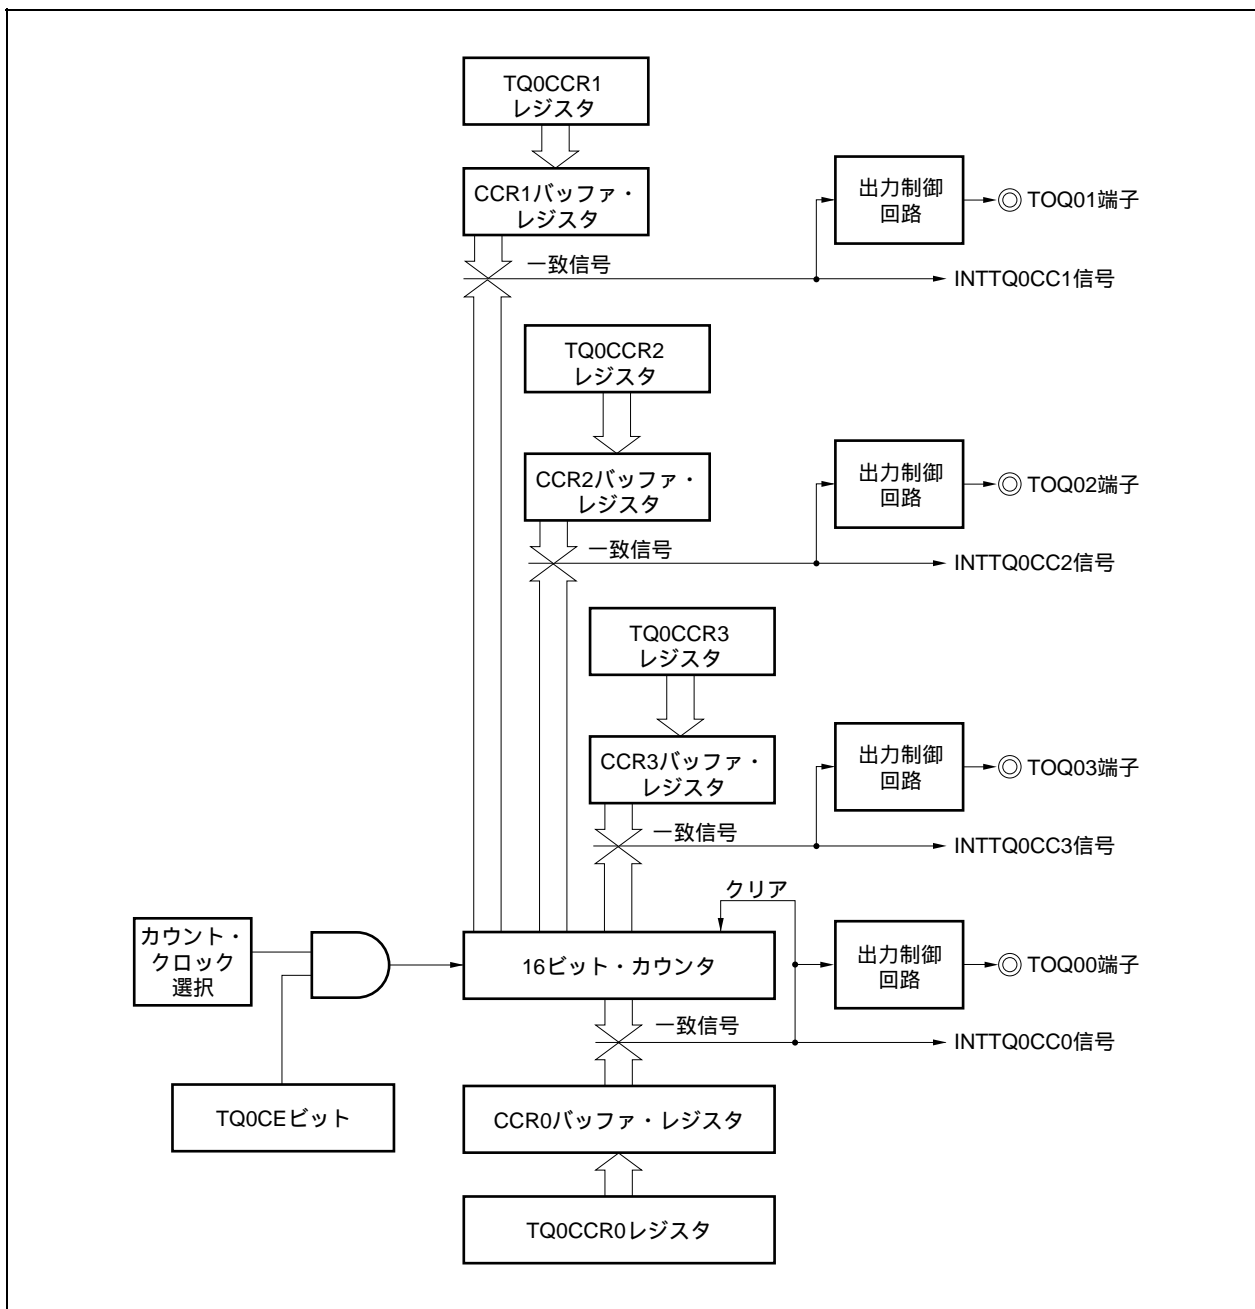 TQ0CCR1
レジスタ
CCR1バッファ・
レジスタ
出力制御
回路
TOQ01端子
一致信号
INTTQ0CC1信号
TQ0CCR2
レジスタ
CCR2バッファ・
レジスタ
出力制御
回路
TOQ02端子
一致信号
INTTQ0CC2信号
TQ0CCR3
レジスタ
CCR3バッファ・
レジスタ
出力制御
回路
TOQ03端子
一致信号
INTTQ0CC3信号
クリア
カウント・
クロック
選択
16ビット・カウンタ
出力制御
回路
TOQ00端子
一致信号
INTTQ0CC0信号
TQ0CEビット
CCR0バッファ・レジスタ
TQ0CCR0レジスタ